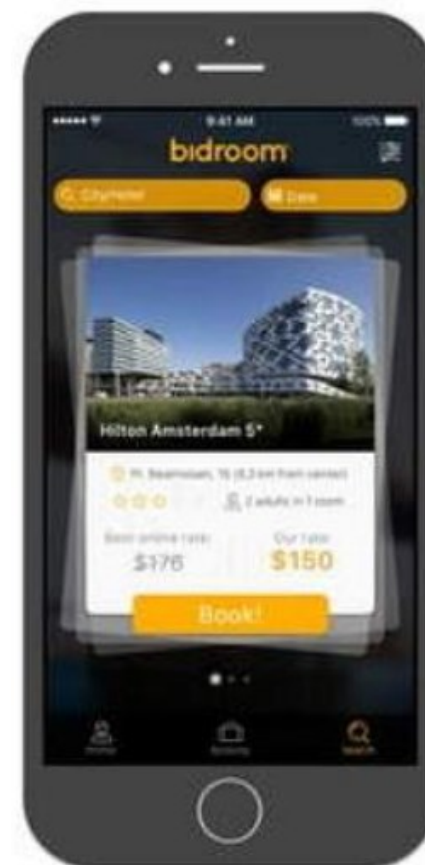 9:41 AM 100%
bidroom
City/Hotel Date
Hilton Amsterdam 5*
2 adults in 1 room
Best online rate: Our rate:
$176 $150
Book!
Search